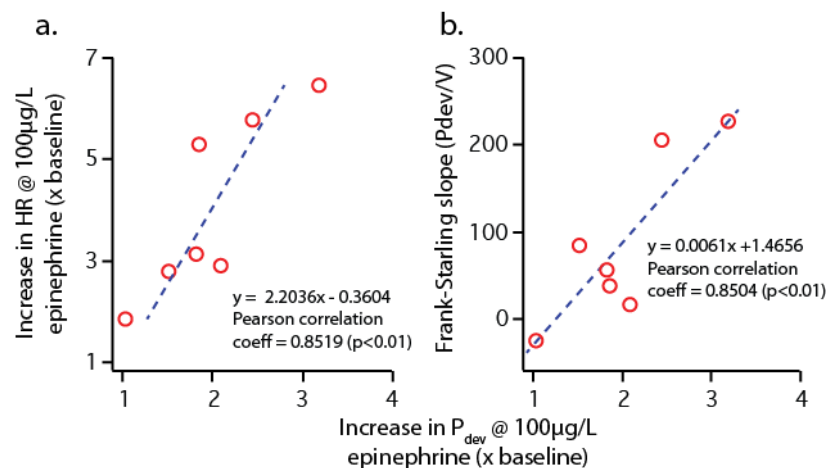 a.
Increase in HR @ 100µg/L
epinephrine (x baseline)
7
5
3
1
y = 2.2036x - 0.3604
Pearson correlation
coeff = 0.8519 (p<0.01)
1 2 3 4
b.
Frank-Starling slope (Pdev/V)
300
200
100
0
y = 0.0061x +1.4656
Pearson correlation
coeff = 0.8504 (p<0.01)
1 2 3 4
Increase in Pdev @ 100µg/L
epinephrine (x baseline)